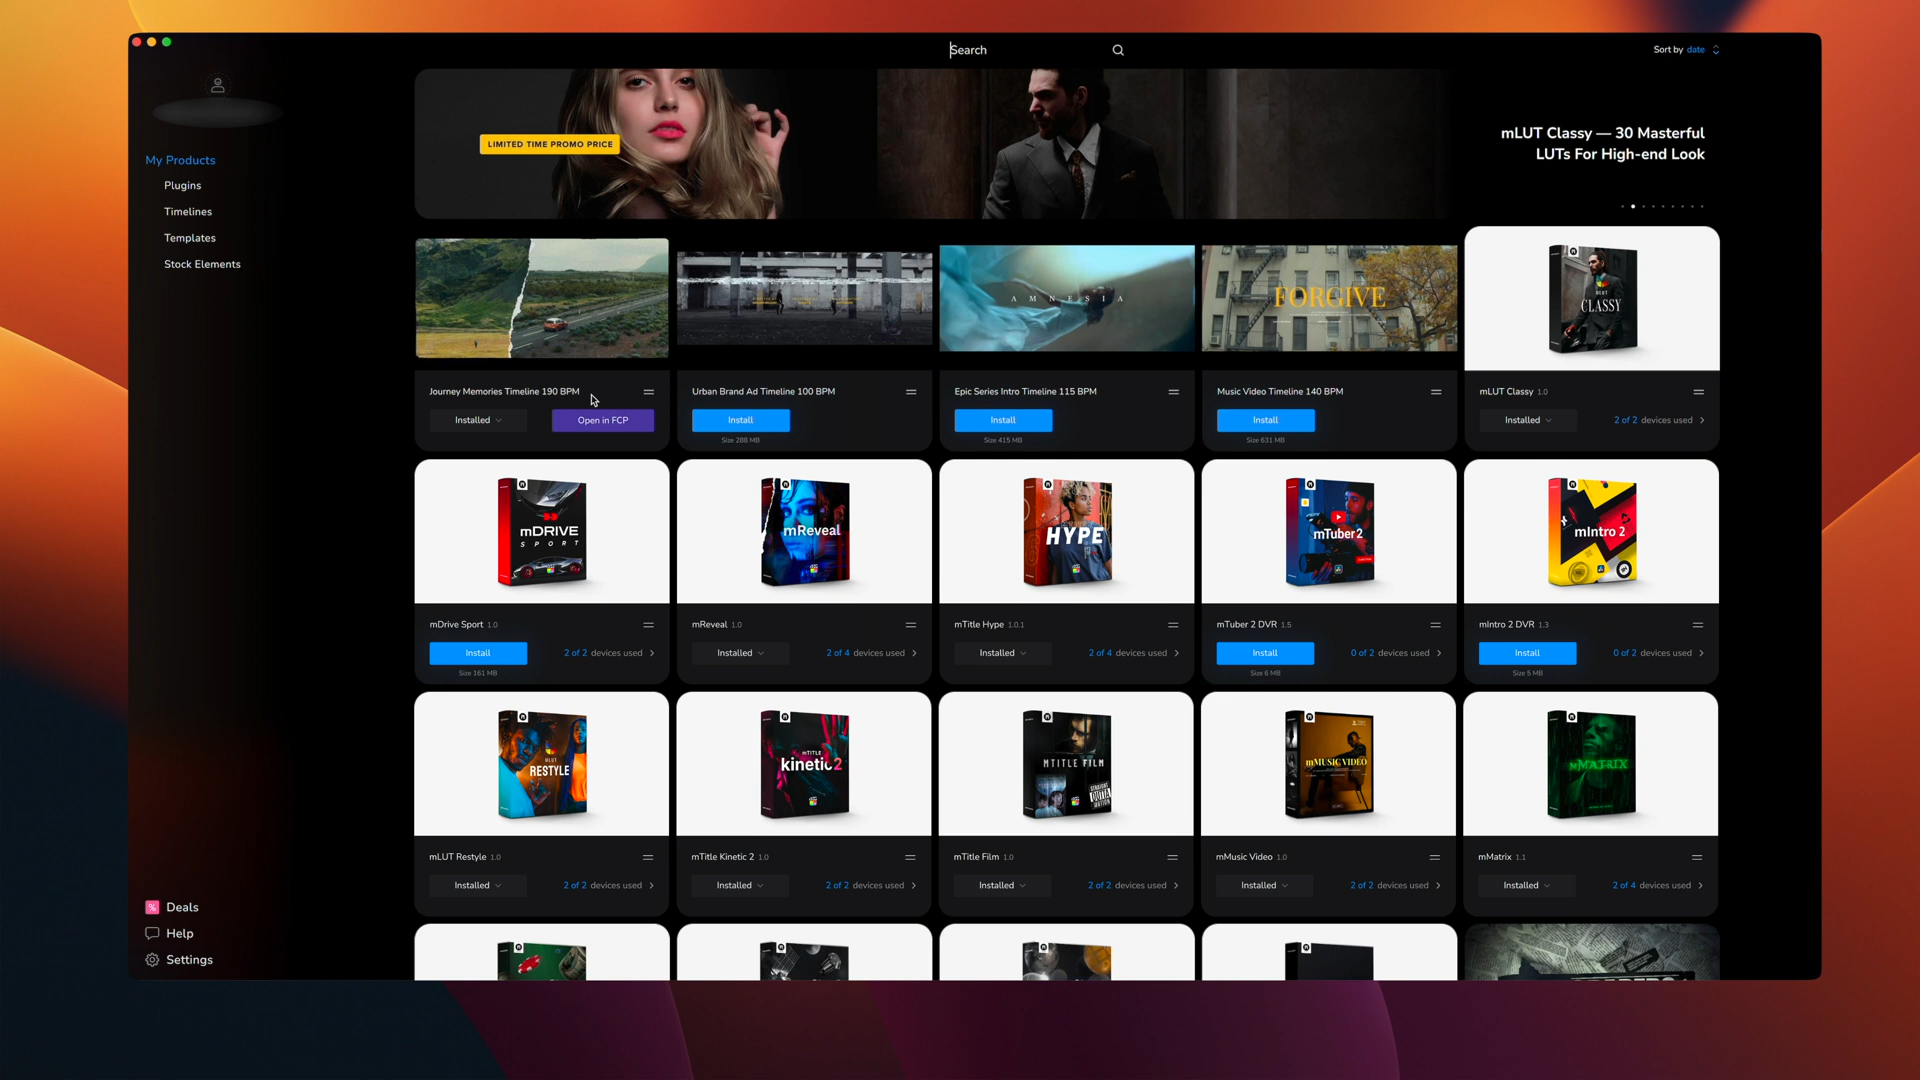 Search
Sort by date
My Products
Plugins
Timelines
Templates
Stock Elements
LIMITED TIME PROMO PRICE
mLUT Classy — 30 Masterful
LUTs For High-end Look
AMNESIA
FORGIVE
MLUT
CLASSY
Journey Memories Timeline 190 BPM
Installed
Open in FCP
Urban Brand Ad Timeline 100 BPM
Install
Size 288 MB
Epic Series Intro Timeline 115 BPM
Install
Size 415 MB
Music Video Timeline 140 BPM
Install
Size 631 MB
mLUT Classy 1.0
Installed
2 of 2 devices used
mDRIVE
SPORT
mReveal
HYPE
mTuber 2
mIntro 2
mDrive Sport 1.0
Install
2 of 2 devices used
Size 161 MB
mReveal 1.0
Installed
2 of 4 devices used
mTitle Hype 1.0.1
Installed
2 of 4 devices used
mTuber 2 DVR 1.5
Install
0 of 2 devices used
Size 6 MB
mIntro 2 DVR 1.3
Install
0 of 2 devices used
Size 5 MB
MLUT
RESTYLE
mTITLE
kinetic 2
MTITLE FILM
STRAIGHT
OUTTA
MOTION
mMUSIC VIDEO
mMATRIX
mLUT Restyle 1.0
Installed
2 of 2 devices used
mTitle Kinetic 2 1.0
Installed
2 of 2 devices used
mTitle Film 1.0
Installed
2 of 2 devices used
mMusic Video 1.0
Installed
2 of 2 devices used
mMatrix 1.1
Installed
2 of 4 devices used
% Deals
Help
Settings